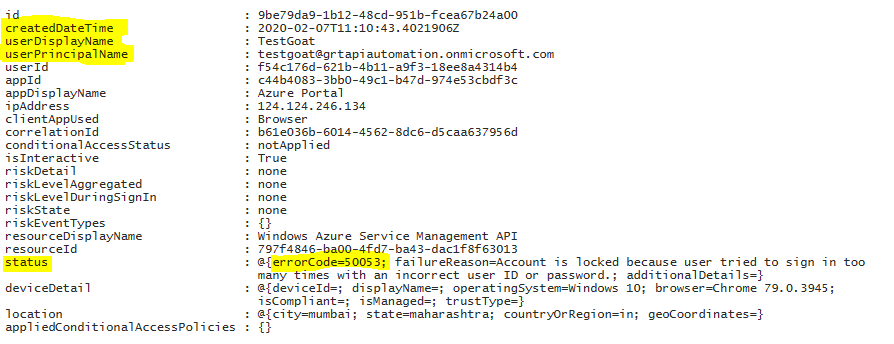 id : 9be79da9-1b12-48cd-951b-fcea67b24a00
createdDateTime : 2020-02-07T11:10:43.4021906Z
userDisplayName : TestGoat
userPrincipalName : testgoat@grtapiautomation.onmicrosoft.com
userId : f54c176d-621b-4b11-a9f3-18ee8a4314b4
appId : c44b4083-3bb0-49c1-b47d-974e53cbdf3c
appDisplayName : Azure Portal
ipAddress : 124.124.246.134
clientAppUsed : Browser
correlationId : b61e036b-6014-4562-8dc6-d5caa637956d
conditionalAccessStatus : notApplied
isInteractive : True
riskDetail : none
riskLevelAggregated : none
riskLevelDuringSignIn : none
riskState : none
riskEventTypes : {}
resourceDisplayName : Windows Azure Service Management API
resourceId : 797f4846-ba00-4fd7-ba43-dac1f8f63013
status : @{errorCode=50053; failureReason=Account is locked because user tried to sign in too
many times with an incorrect user ID or password.; additionalDetails=}
deviceDetail : @{deviceId=; displayName=; operatingSystem=Windows 10; browser=Chrome 79.0.3945;
isCompliant=; isManaged=; trustType=}
location : @{city=mumbai; state=maharashtra; countryOrRegion=in; geoCoordinates=}
appliedConditionalAccessPolicies : {}